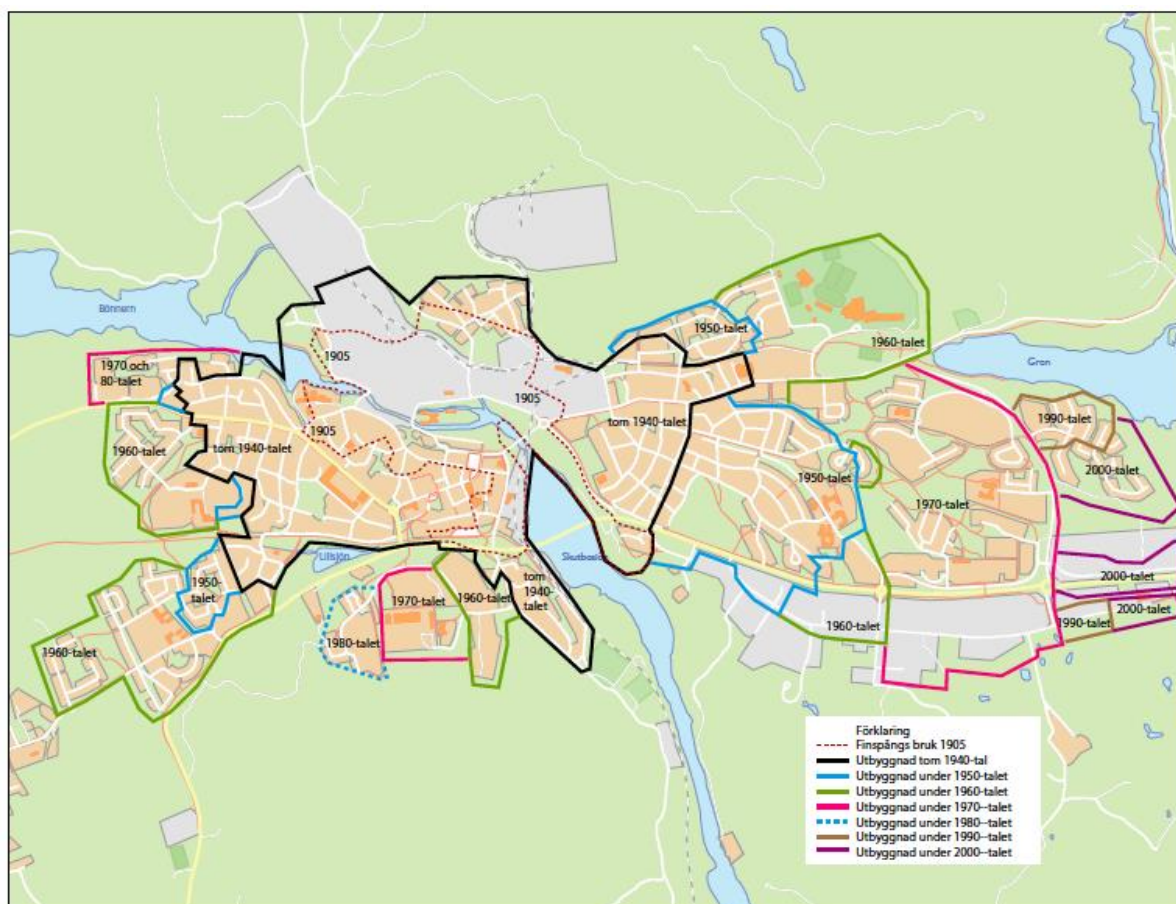 Bönnern
1950-talet
1960-talet
Gron
1905
1970 och
80-talet
1905
1990-talet
1905
tom 1940-talet
1960-talet
tom 1940-talet
2000-talet
1950-talet
1970-talet
Lillsjön
Skutbosjön
1950-
talet
tom
1940-
talet
2000-talet
1970-talet
1960-talet
2000-talet
1990-talet
1960-talet
1980-talet
1960-talet
Förklaring
Finspångs bruk 1905
Utbyggnad tom 1940-tal
Utbyggnad under 1950-talet
Utbyggnad under 1960-talet
Utbyggnad under 1970--talet
Utbyggnad under 1980--talet
Utbyggnad under 1990--talet
Utbyggnad under 2000--talet